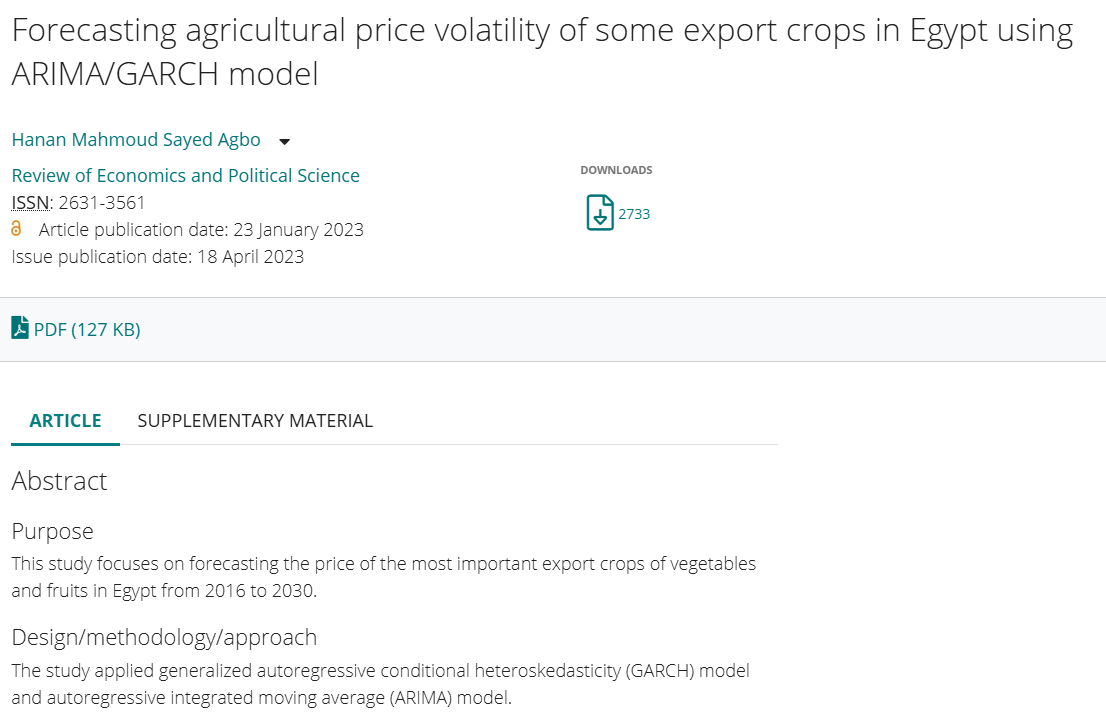 Forecasting agricultural price volatility of some export crops in Egypt using
ARIMA/GARCH model
Hanan Mahmoud Sayed Agbo
Review of Economics and Political Science
ISSN: 2631-3561
Article publication date: 23 January 2023
Issue publication date: 18 April 2023
DOWNLOADS
2733
PDF (127 KB)
ARTICLE SUPPLEMENTARY MATERIAL
Abstract
Purpose
This study focuses on forecasting the price of the most important export crops of vegetables
and fruits in Egypt from 2016 to 2030.
Design/methodology/approach
The study applied generalized autoregressive conditional heteroskedasticity (GARCH) model
and autoregressive integrated moving average (ARIMA) model.